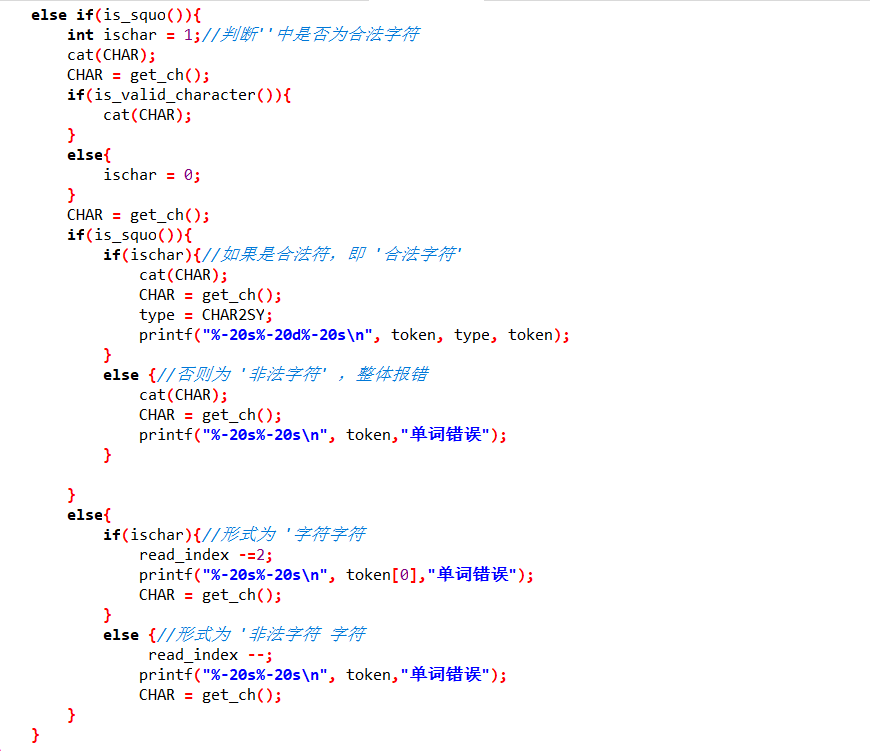 else if(is_squo()){
int ischar = 1;//判断''中是否为合法字符
cat(CHAR);
CHAR = get_ch();
if(is_valid_character()){
cat(CHAR);
}
else{
ischar = 0;
}
CHAR = get_ch();
if(is_squo()){
if(ischar){//如果是合法符，即 '合法字符'
cat(CHAR);
CHAR = get_ch();
type = CHAR2SY;
printf("%-20s%-20d%-20s\n", token, type, token);
}
else {//否则为 '非法字符' ，整体报错
cat(CHAR);
CHAR = get_ch();
printf("%-20s%-20s\n", token,"单词错误");
}
}
else{
if(ischar){//形式为 '字符字符
read_index -=2;
printf("%-20s%-20s\n", token[0],"单词错误");
CHAR = get_ch();
}
else {//形式为 '非法字符 字符
read_index --;
printf("%-20s%-20s\n", token,"单词错误");
CHAR = get_ch();
}
}